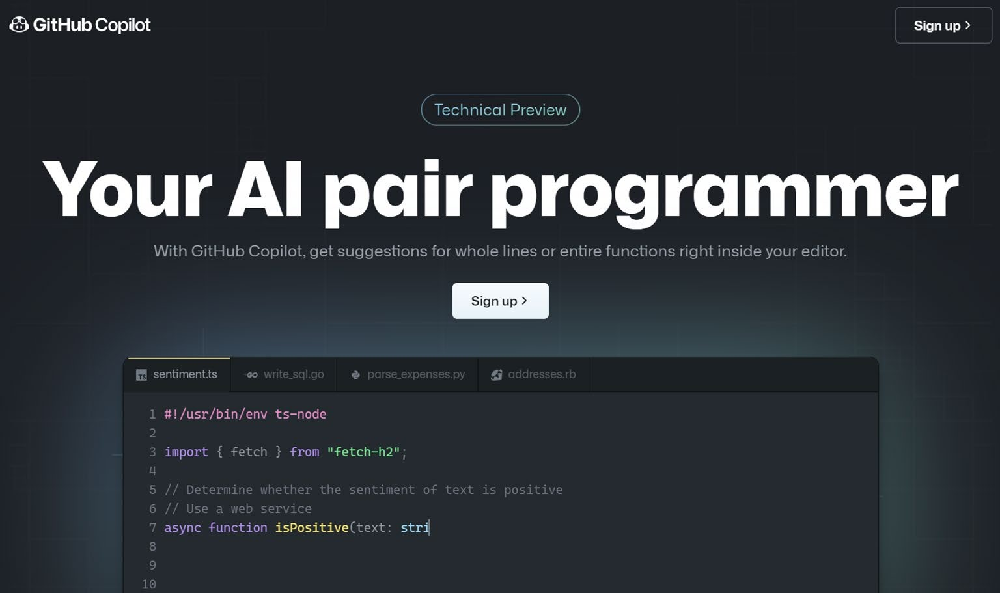 GitHub Copilot
Sign up >
Technical Preview
Your AI pair programmer
With GitHub Copilot, get suggestions for whole lines or entire functions right inside your editor.
Sign up >
TS sentiment.ts GO write_sql.go parse_expenses.py addresses.rb
1 #!/usr/bin/env ts-node
2
3 import { fetch } from "fetch-h2";
4
5 // Determine whether the sentiment of text is positive
6 // Use a web service
7 async function isPositive(text: stri
8
9
10